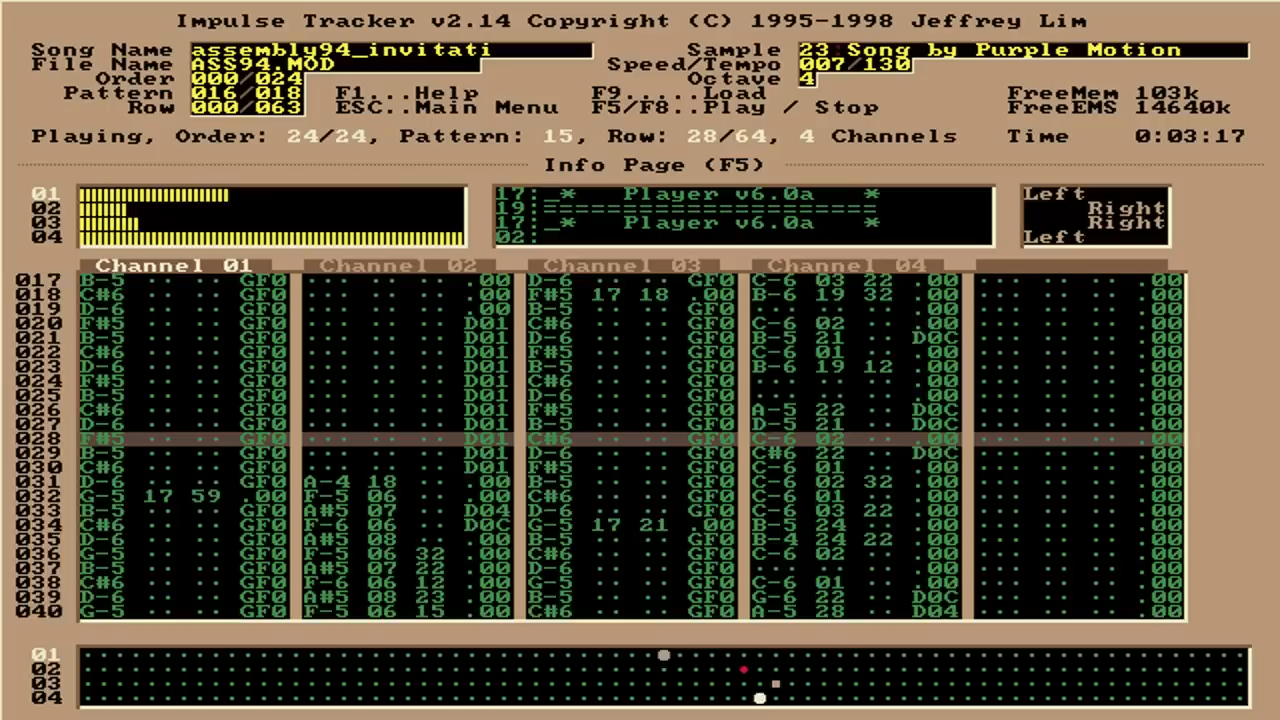 Impulse Tracker v2.14 Copyright (C) 1995-1998 Jeffrey Lim
Song Name assembly94_invitati Sample 23 Song by Purple Motion
File Name ASS94.MOD Speed/Tempo 007/130
Order 000/024 Octave 4
Pattern 016/018 F1...Help F9.....Load FreeMem 103k
Row 000/063 ESC..Main Menu F5/F8..Play / Stop FreeEMS 14640k
Playing, Order: 24/24, Pattern: 15, Row: 28/64, 4 Channels Time 0:03:17
Info Page (F5)
01 17:_* Player v6.0a * Left
02 19:===================== Right
03 17:_* Player v6.0a * Right
04 02: Left
Channel 01 Channel 02 Channel 03 Channel 04
017 B-5 ·· ·· GF0 ··· ·· ·· .00 D-6 ·· ·· GF0 C-6 03 22 .00 ··· ·· ·· .00
018 C#6 ·· ·· GF0 ··· ·· ·· .00 F#5 17 18 .00 B-6 19 32 .00 ··· ·· ·· .00
019 D-6 ·· ·· GF0 ··· ·· ·· .00 B-5 ·· ·· GF0 ··· ·· ·· .00 ··· ·· ·· .00
020 F#5 ·· ·· GF0 ··· ·· ·· D01 C#6 ·· ·· GF0 C-6 02 ·· .00 ··· ·· ·· .00
021 B-5 ·· ·· GF0 ··· ·· ·· D01 D-6 ·· ·· GF0 B-5 21 ·· D0C ··· ·· ·· .00
022 C#6 ·· ·· GF0 ··· ·· ·· D01 F#5 ·· ·· GF0 C-6 01 ·· .00 ··· ·· ·· .00
023 D-6 ·· ·· GF0 ··· ·· ·· D01 B-5 ·· ·· GF0 B-6 19 12 .00 ··· ·· ·· .00
024 F#5 ·· ·· GF0 ··· ·· ·· D01 C#6 ·· ·· GF0 ··· ·· ·· .00 ··· ·· ·· .00
025 B-5 ·· ·· GF0 ··· ·· ·· D01 D-6 ·· ·· GF0 ··· ·· ·· .00 ··· ·· ·· .00
026 C#6 ·· ·· GF0 ··· ·· ·· D01 F#5 ·· ·· GF0 A-5 22 ·· D0C ··· ·· ·· .00
027 D-6 ·· ·· GF0 ··· ·· ·· D01 B-5 ·· ·· GF0 D-5 21 ·· D0C ··· ·· ·· .00
028 F#5 ·· ·· GF0 ··· ·· ·· D01 C#6 ·· ·· GF0 C-6 02 ·· .00 ··· ·· ·· .00
029 B-5 ·· ·· GF0 ··· ·· ·· D01 D-6 ·· ·· GF0 C#6 22 ·· D0C ··· ·· ·· .00
030 C#6 ·· ·· GF0 ··· ·· ·· D01 F#5 ·· ·· GF0 C-6 01 ·· .00 ··· ·· ·· .00
031 D-6 ·· ·· GF0 A-4 18 ·· .00 B-5 ·· ·· GF0 C-6 02 32 .00 ··· ·· ·· .00
032 G-5 17 59 .00 F-5 06 ·· .00 C#6 ·· ·· GF0 C-6 01 ·· .00 ··· ·· ·· .00
033 B-5 ·· ·· GF0 A#5 07 ·· D04 D-6 ·· ·· GF0 C-6 03 22 .00 ··· ·· ·· .00
034 C#6 ·· ·· GF0 F-6 06 ·· D0C G-5 17 21 .00 B-5 24 ·· .00 ··· ·· ·· .00
035 D-6 ·· ·· GF0 A#5 08 ·· .00 B-5 ·· ·· GF0 B-4 24 22 .00 ··· ·· ·· .00
036 G-5 ·· ·· GF0 F-5 06 32 .00 C#6 ·· ·· GF0 C-6 02 ·· .00 ··· ·· ·· .00
037 B-5 ·· ·· GF0 A#5 07 22 .00 D-6 ·· ·· GF0 ··· ·· ·· .00 ··· ·· ·· .00
038 C#6 ·· ·· GF0 F-6 06 12 .00 G-5 ·· ·· GF0 C-6 01 ·· .00 ··· ·· ·· .00
039 D-6 ·· ·· GF0 A#5 08 23 .00 B-5 ·· ·· GF0 G-6 22 ·· D0C ··· ·· ·· .00
040 G-5 ·· ·· GF0 F-5 06 15 .00 C#6 ·· ·· GF0 A-5 28 ·· D04 ··· ·· ·· .00
01
02
03
04